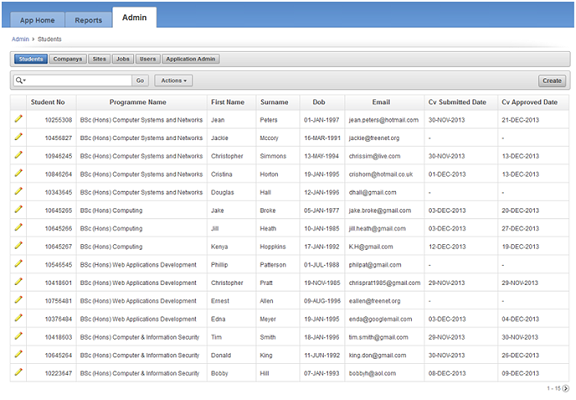 App Home Reports Admin
Admin Students
Students Companys Sites Jobs Users Application Admin
Go Actions Create
Student No Programme Name First Name Surname Dob Email Cv Submitted Date Cv Approved Date
10255308 BSc (Hons) Computer Systems and Networks Jean Peters 01-JAN-1997 jean.peters@hotmail.com 30-NOV-2013 21-DEC-2013
10456827 BSc (Hons) Computer Systems and Networks Jackie Mccory 16-MAR-1991 jackie@freenet.org - -
10946245 BSc (Hons) Computer Systems and Networks Christopher Simmons 13-MAY-1994 chrissim@live.com 30-NOV-2013 13-DEC-2013
10840264 BSc (Hons) Computer Systems and Networks Cristina Horton 19-JAN-1995 crishorn@hotmail.co.uk 01-DEC-2013 13-DEC-2013
10343645 BSc (Hons) Computer Systems and Networks Douglas Hall 12-JAN-1995 dhall@gmail.com - -
10645265 BSc (Hons) Computing Jake Broke 05-JAN-1977 jake.broke@gmail.com 03-DEC-2013 20-DEC-2013
10645266 BSc (Hons) Computing Jill Heath 10-JAN-1985 jill.heath@gmail.com 03-DEC-2013 27-DEC-2013
10645267 BSc (Hons) Computing Kenya Hoppkins 17-JAN-1992 K.H@gmail.com 12-DEC-2013 19-DEC-2013
10546545 BSc (Hons) Web Applications Development Phillip Patterson 01-JUL-1988 philpat@gmail.com - -
10418601 BSc (Hons) Web Applications Development Christopher Pratt 19-NOV-1985 chrisprat1985@gmail.com 29-NOV-2013 29-NOV-2013
10756481 BSc (Hons) Web Applications Development Ernest Allen 09-AUG-1996 eallen@freenet.org - -
10376484 BSc (Hons) Web Applications Development Edna Meyer 19-JAN-1995 enda@googlemail.com 03-DEC-2013 04-DEC-2013
10418603 BSc (Hons) Computer & Information Security Tim Smith 18-JAN-1996 tim.smith@gmail.com 29-NOV-2013 30-NOV-2013
10645264 BSc (Hons) Computer & Information Security Donald King 11-JUN-1992 king.don@gmail.com 30-NOV-2013 26-DEC-2013
10223647 BSc (Hons) Computer & Information Security Bobby Hill 07-JAN-1993 bobbyh@aol.com 08-DEC-2013 09-DEC-2013
1 - 15